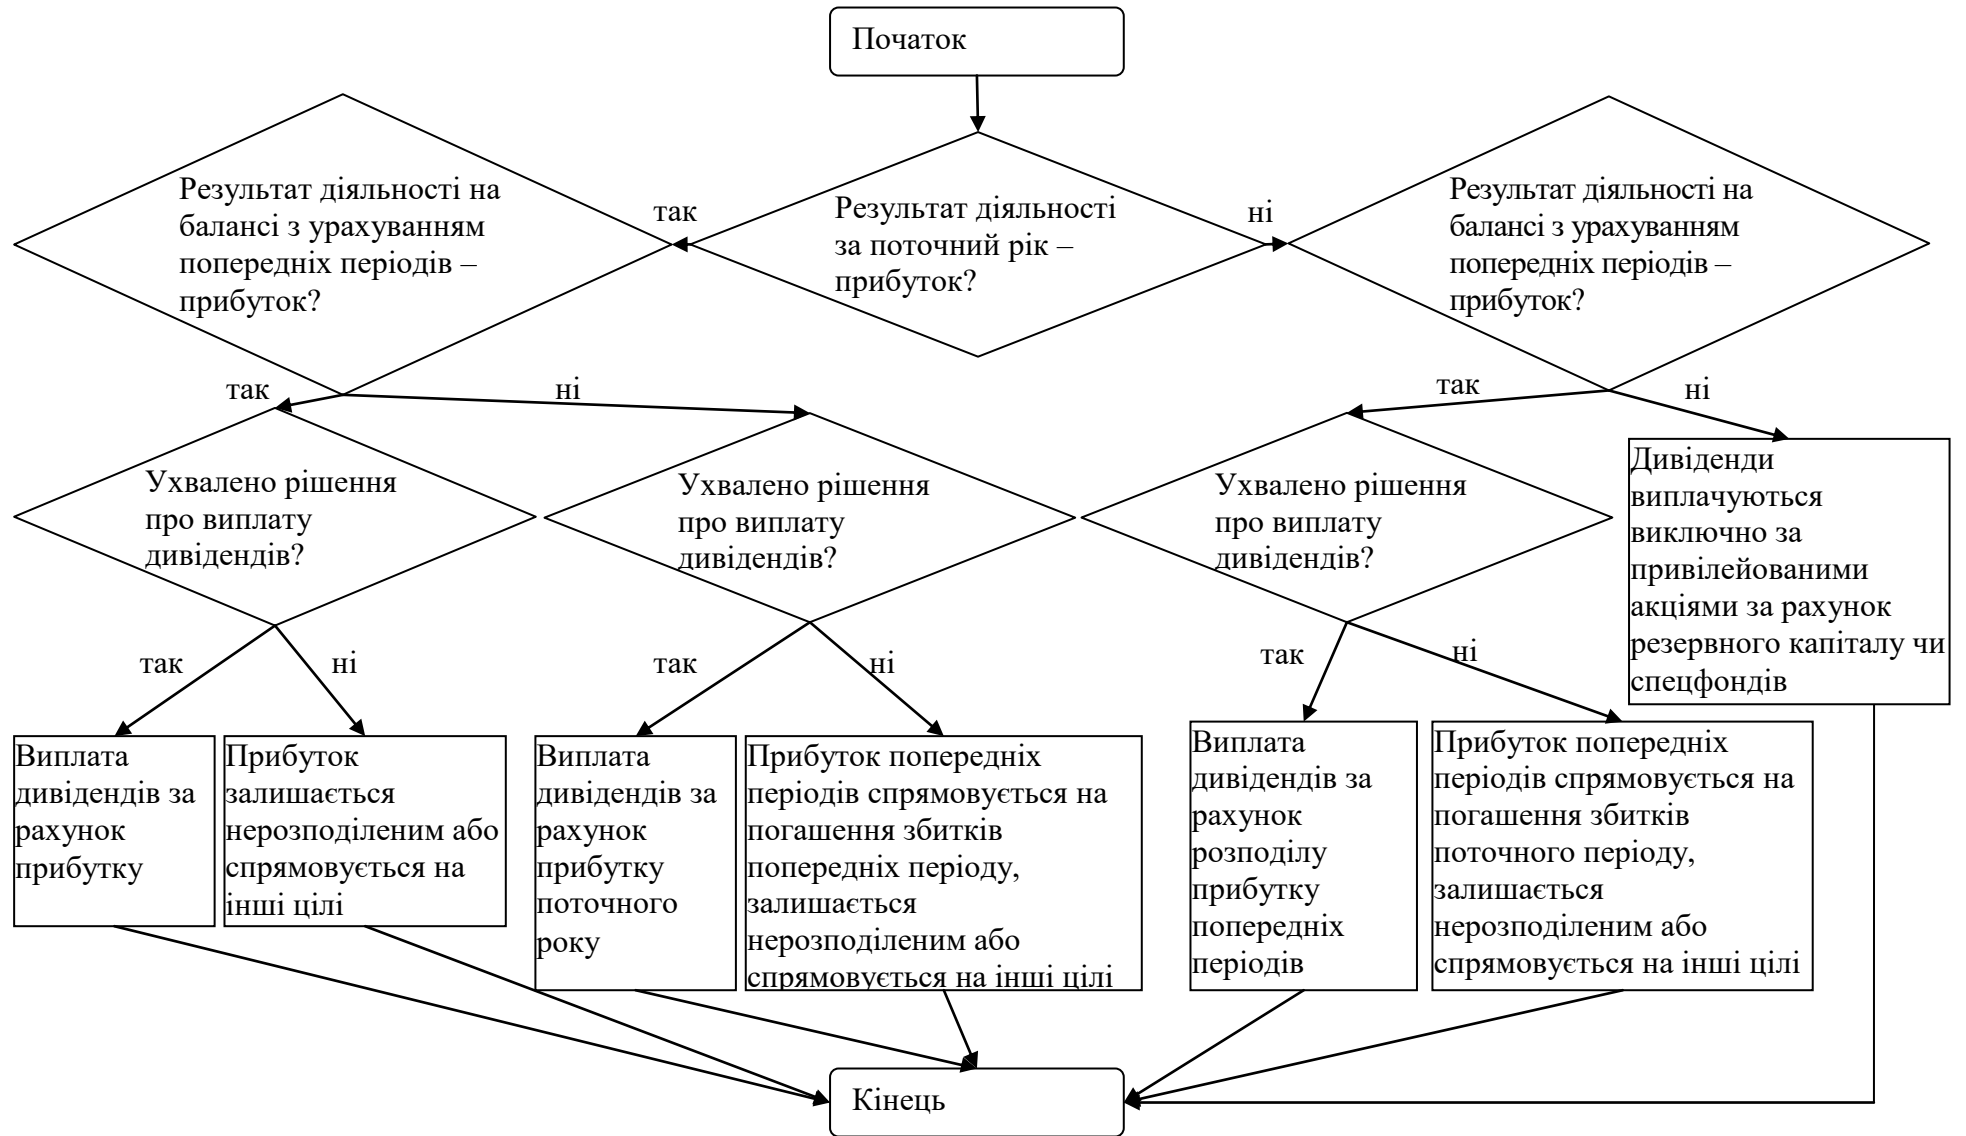 Початок
Результат діяльності на
балансі з урахуванням
попередніх періодів –
прибуток?
так
Результат діяльності
за поточний рік –
прибуток?
ні
Результат діяльності на
балансі з урахуванням
попередніх періодів –
прибуток?
так
ні
так
ні
Ухвалено рішення
про виплату
дивідендів?
Ухвалено рішення
про виплату
дивідендів?
Ухвалено рішення
про виплату
дивідендів?
Дивіденди
виплачуються
виключно за
привілейованими
акціями за рахунок
резервного капіталу чи
спецфондів
так
ні
так
ні
так
ні
Виплата
дивідендів за
рахунок
прибутку
Прибуток
залишається
нерозподіленим або
спрямовується на
інші цілі
Виплата
дивідендів за
рахунок
прибутку
поточного
року
Прибуток попередніх
періодів спрямовується на
погашення збитків
попередніх періоду,
залишається
нерозподіленим або
спрямовується на інші цілі
Виплата
дивідендів за
рахунок
розподілу
прибутку
попередніх
періодів
Прибуток попередніх
періодів спрямовується на
погашення збитків
поточного періоду,
залишається
нерозподіленим або
спрямовується на інші цілі
Кінець